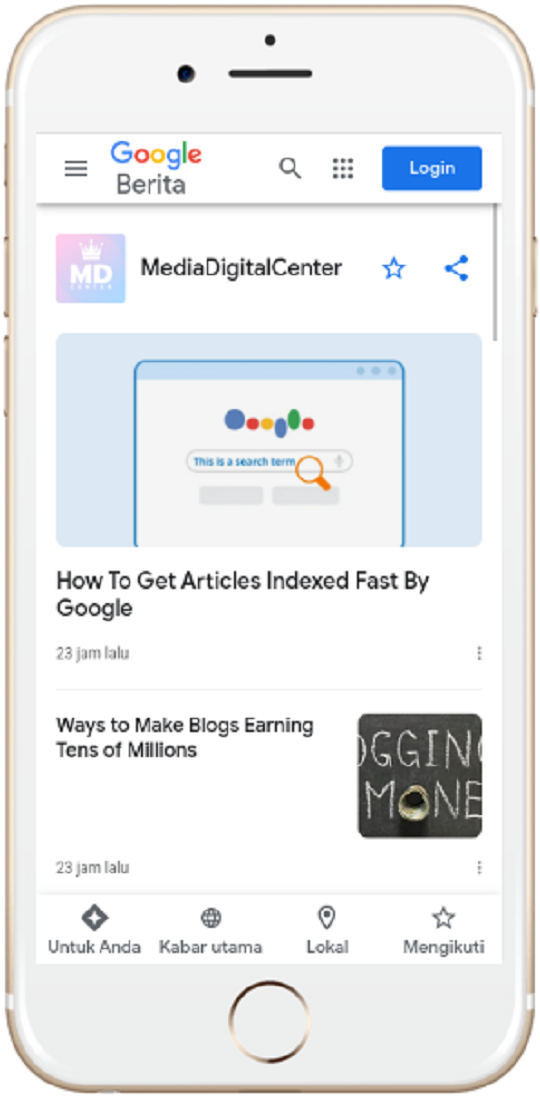 Google
Berita
Login
MD
CENTER
MediaDigitalCenter
This is a search term
How To Get Articles Indexed Fast By
Google
23 jam lalu
Ways to Make Blogs Earning
Tens of Millions
OGGING
MONE
23 jam lalu
Untuk Anda
Kabar utama
Lokal
Mengikuti